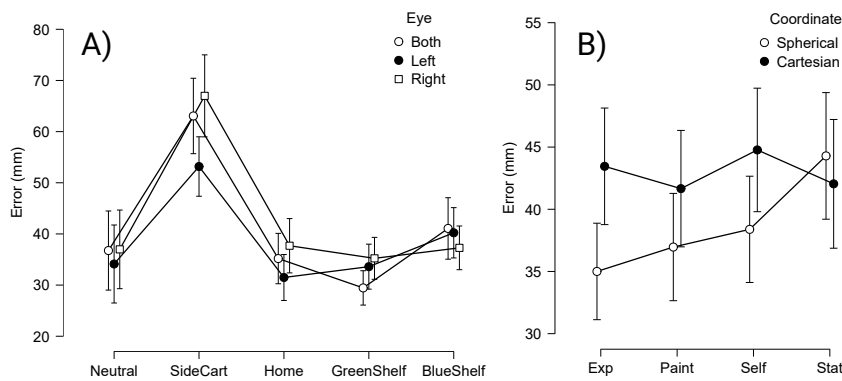 A)
Eye
Both
Left
Right
Error (mm)
80
70
60
50
40
30
20
Neutral SideCart Home GreenShelf BlueShelf
B)
Coordinate
Spherical
Cartesian
Error (mm)
55
50
45
40
35
30
Exp Paint Self Stat